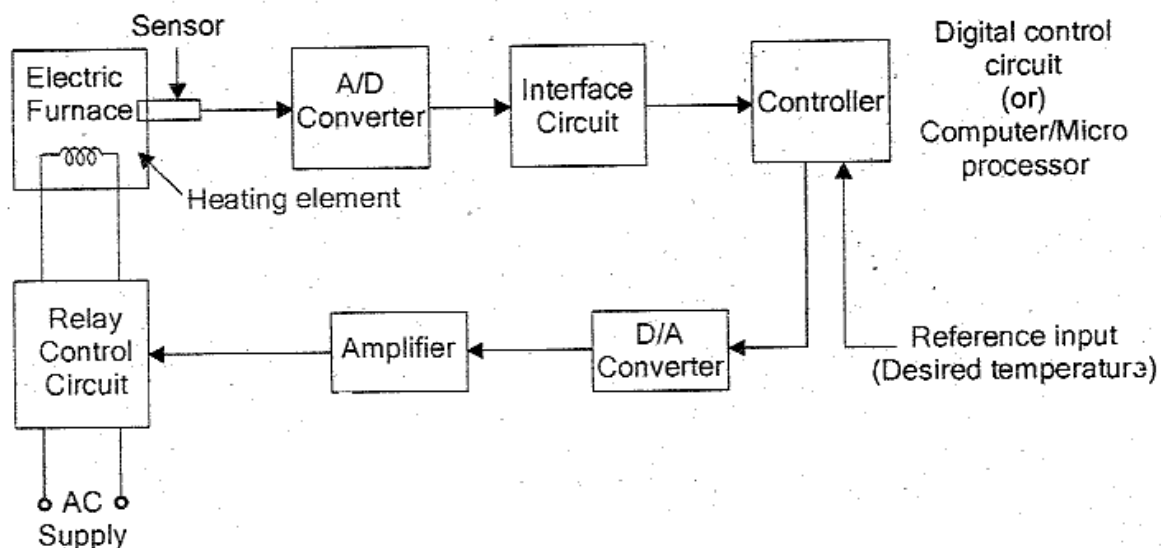 Sensor
Electric
Furnace
A/D
Converter
Interface
Circuit
Controller
Digital control
circuit
(or)
Computer/Micro
processor
Heating element
Relay
Control
Circuit
Amplifier
D/A
Converter
Reference input
(Desired temperature)
AC
Supply